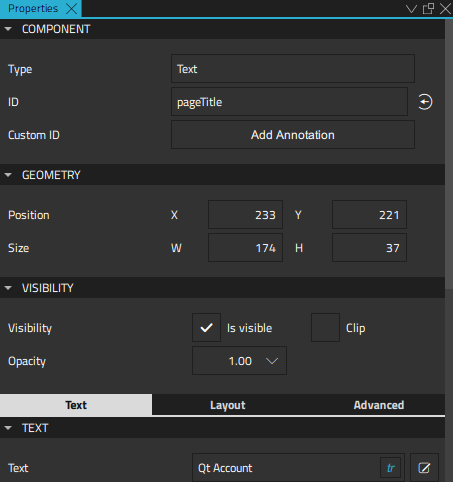 Properties
COMPONENT
Type Text
ID pageTitle
Custom ID Add Annotation
GEOMETRY
Position X 233 Y 221
Size W 174 H 37
VISIBILITY
Visibility Is visible Clip
Opacity 1.00
Text Layout Advanced
TEXT
Text Qt Account tr